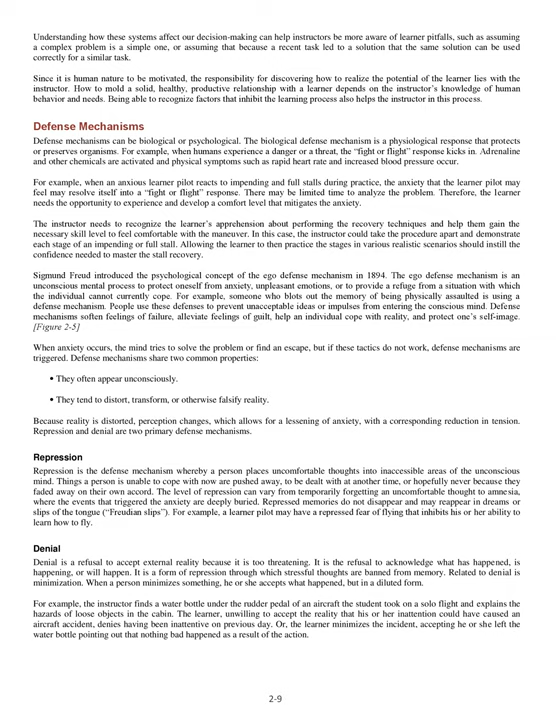 Understanding how these systems affect our decision-making can help instructors be more aware of learner pitfalls, such as assuming
a complex problem is a simple one, or assuming that because a recent task led to a solution that the same solution can be used
correctly for a similar task.
Since it is human nature to be motivated, the responsibility for discovering how to realize the potential of the learner lies with the
instructor. How to mold a solid, healthy, productive relationship with a learner depends on the instructor's knowledge of human
behavior and needs. Being able to recognize factors that inhibit the learning process also helps the instructor in this process.
Defense Mechanisms
Defense mechanisms can be biological or psychological. The biological defense mechanism is a physiological response that protects
or preserves organisms. For example, when humans experience a danger or a threat, the "fight or flight" response kicks in. Adrenaline
and other chemicals are activated and physical symptoms such as rapid heart rate and increased blood pressure occur.
For example, when an anxious learner pilot reacts to impending and full stalls during practice, the anxiety that the learner pilot may
feel may resolve itself into a "fight or flight" response. There may be limited time to analyze the problem. Therefore, the learner
needs the opportunity to experience and develop a comfort level that mitigates the anxiety.
The instructor needs to recognize the learner's apprehension about performing the recovery techniques and help them gain the
necessary skill level to feel comfortable with the maneuver. In this case, the instructor could take the procedure apart and demonstrate
each stage of an impending or full stall. Allowing the learner to then practice the stages in various realistic scenarios should instill the
confidence needed to master the stall recovery.
Sigmund Freud introduced the psychological concept of the ego defense mechanism in 1894. The ego defense mechanism is an
unconscious mental process to protect oneself from anxiety, unpleasant emotions, or to provide a refuge from a situation with which
the individual cannot currently cope. For example, someone who blots out the memory of being physically assaulted is using a
defense mechanism. People use these defenses to prevent unacceptable ideas or impulses from entering the conscious mind. Defense
mechanisms soften feelings of failure, alleviate feelings of guilt, help an individual cope with reality, and protect one's self-image.
[Figure 2-5]
When anxiety occurs, the mind tries to solve the problem or find an escape, but if these tactics do not work, defense mechanisms are
triggered. Defense mechanisms share two common properties:
• They often appear unconsciously.
• They tend to distort, transform, or otherwise falsify reality.
Because reality is distorted, perception changes, which allows for a lessening of anxiety, with a corresponding reduction in tension.
Repression and denial are two primary defense mechanisms.
Repression
Repression is the defense mechanism whereby a person places uncomfortable thoughts into inaccessible areas of the unconscious
mind. Things a person is unable to cope with now are pushed away, to be dealt with at another time, or hopefully never because they
faded away on their own accord. The level of repression can vary from temporarily forgetting an uncomfortable thought to amnesia,
where the events that triggered the anxiety are deeply buried. Repressed memories do not disappear and may reappear in dreams or
slips of the tongue ("Freudian slips"). For example, a learner pilot may have a repressed fear of flying that inhibits his or her ability to
learn how to fly.
Denial
Denial is a refusal to accept external reality because it is too threatening. It is the refusal to acknowledge what has happened, is
happening, or will happen. It is a form of repression through which stressful thoughts are banned from memory. Related to denial is
minimization. When a person minimizes something, he or she accepts what happened, but in a diluted form.
For example, the instructor finds a water bottle under the rudder pedal of an aircraft the student took on a solo flight and explains the
hazards of loose objects in the cabin. The learner, unwilling to accept the reality that his or her inattention could have caused an
aircraft accident, denies having been inattentive on previous day. Or, the learner minimizes the incident, accepting he or she left the
water bottle pointing out that nothing bad happened as a result of the action.
2-9